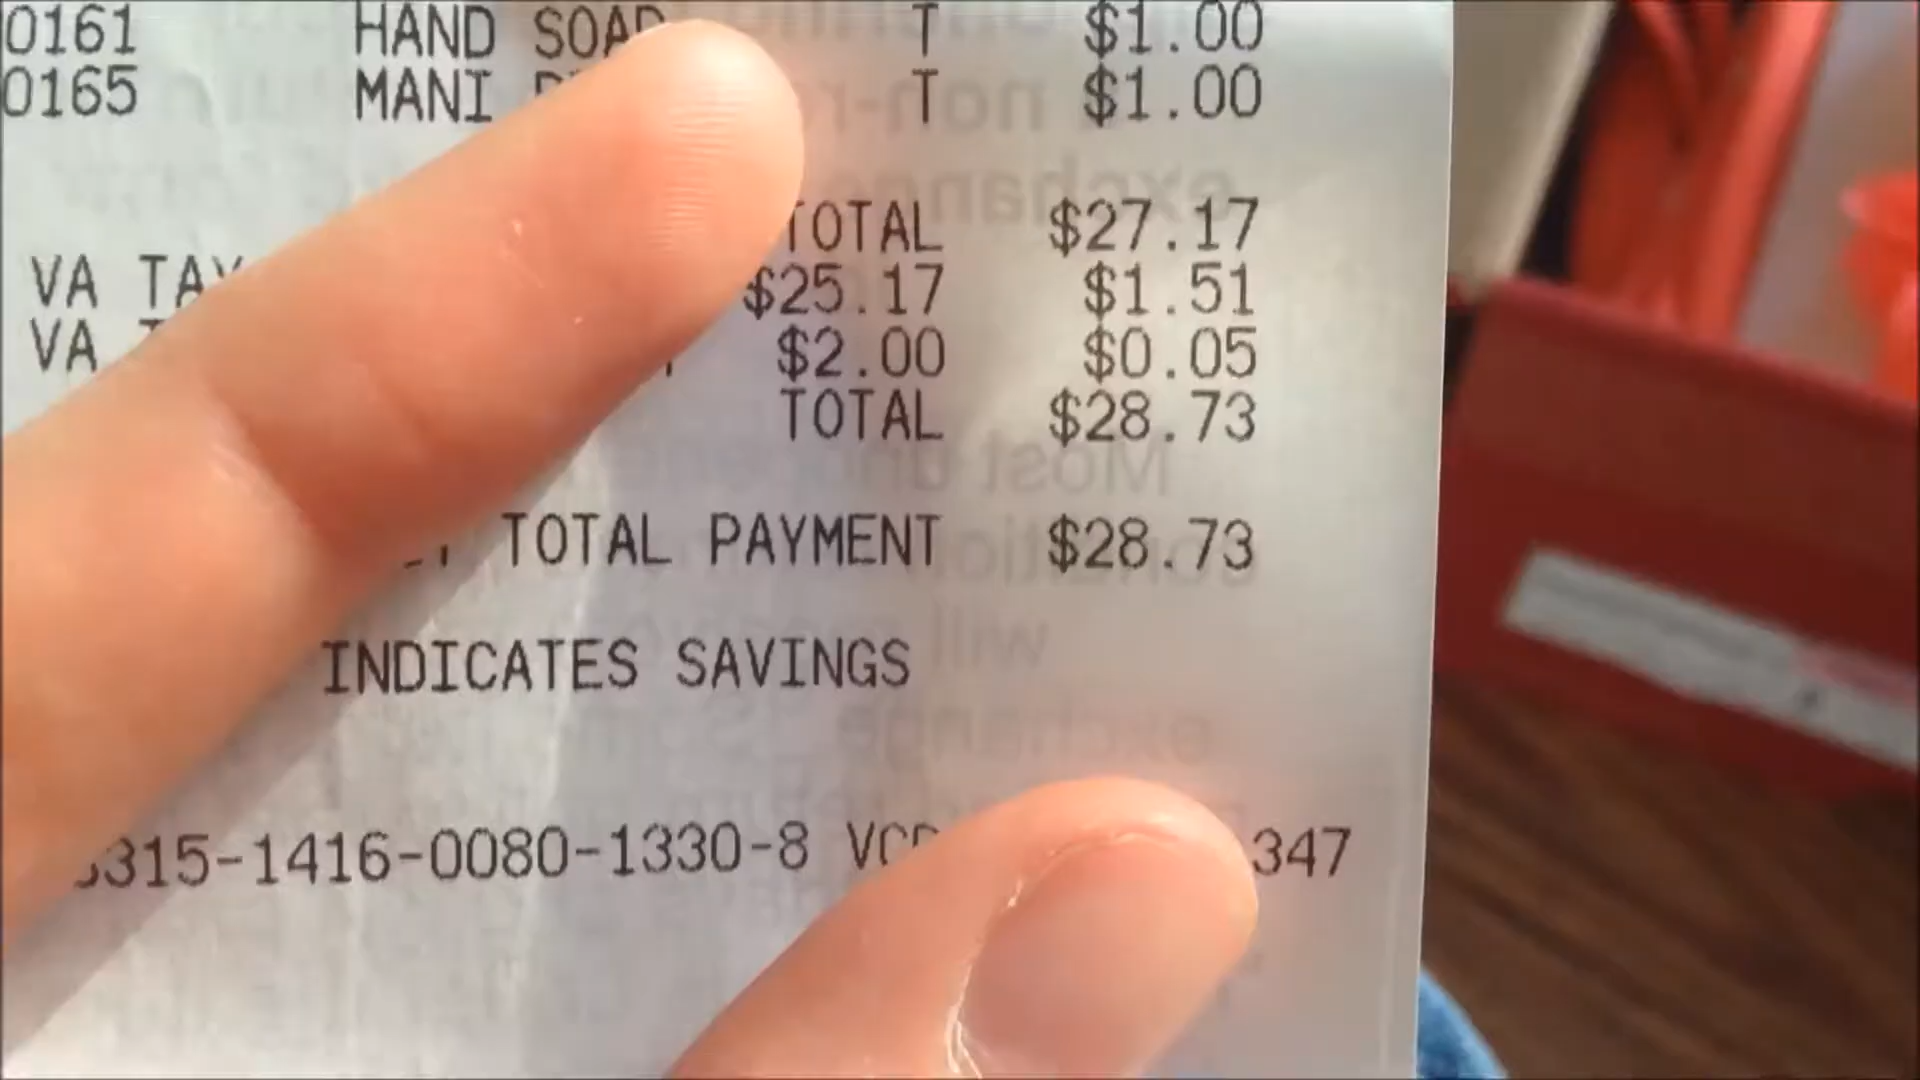 0161 HAND SOAP T $1.00
0165 MANI T $1.00
TOTAL $27.17
VA TAX $25.17 $1.51
VA $2.00 $0.05
TOTAL $28.73
TOTAL PAYMENT $28.73
INDICATES SAVINGS
315-1416-0080-1330-8 347